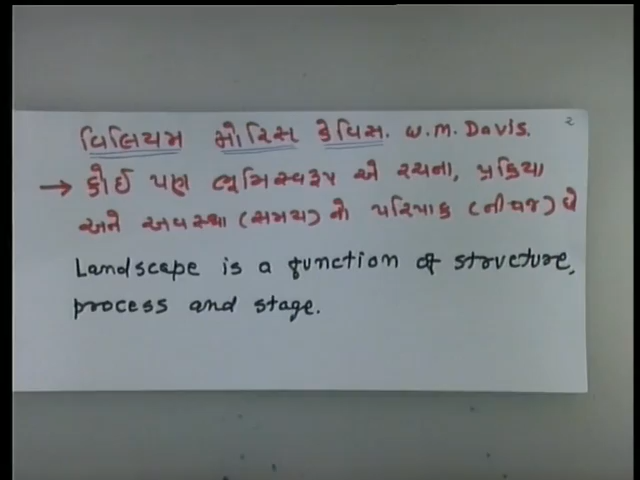 ૨
વિલિયમ મોરિસ ડેવિસ. W.M. Davis.
→ કોઈ પણ ભૂમિસ્વરૂપ એ રચના, પ્રક્રિયા
અને અવસ્થા (સમય) નો પરિપાક (નીપજ) છે
Landscape is a function of structure,
process and stage.